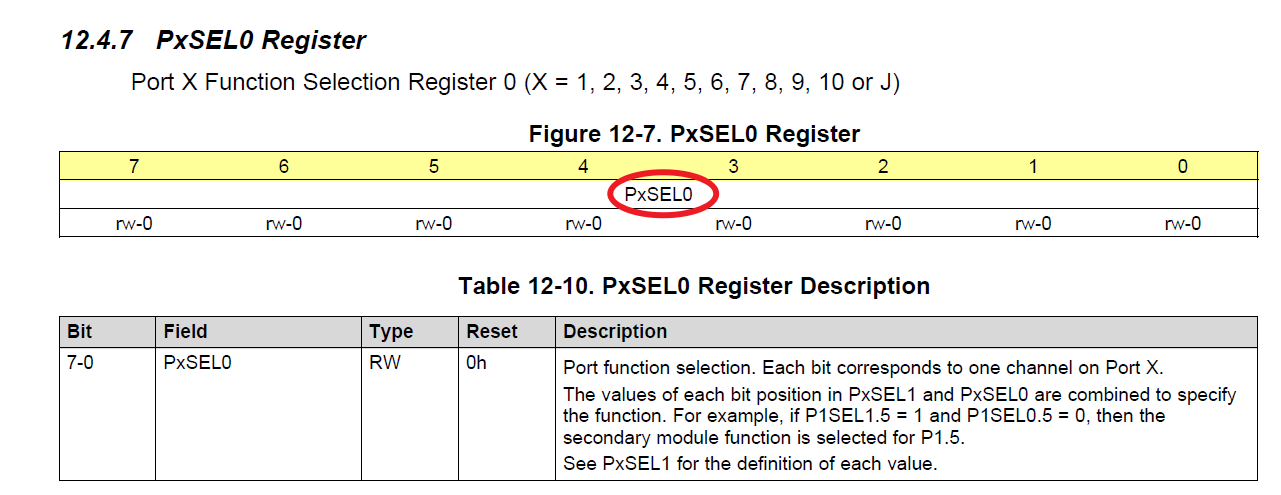 12.4.7 PxSEL0 Register
Port X Function Selection Register 0 (X = 1, 2, 3, 4, 5, 6, 7, 8, 9, 10 or J)
Figure 12-7. PxSEL0 Register
7 6 5 4 3 2 1 0
PxSEL0
rw-0 rw-0 rw-0 rw-0 rw-0 rw-0 rw-0 rw-0
Table 12-10. PxSEL0 Register Description
Bit Field Type Reset Description
7-0 PxSEL0 RW 0h Port function selection. Each bit corresponds to one channel on Port X.
The values of each bit position in PxSEL1 and PxSEL0 are combined to specify
the function. For example, if P1SEL1.5 = 1 and P1SEL0.5 = 0, then the
secondary module function is selected for P1.5.
See PxSEL1 for the definition of each value.